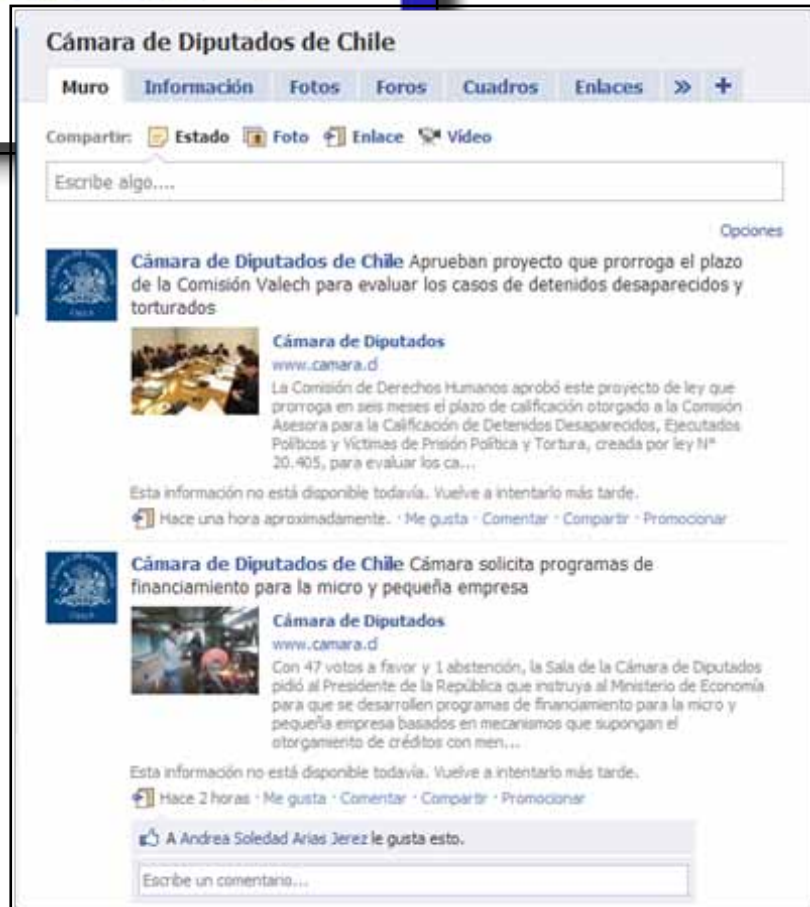 Cámara de Diputados de Chile
Muro Información Fotos Foros Cuadros Enlaces » +
Compartir: Estado Foto Enlace Vídeo
Escribe algo....
Opciones
Cámara de Diputados de Chile Aprueban proyecto que prorroga el plazo
de la Comisión Valech para evaluar los casos de detenidos desaparecidos y
torturados
Cámara de Diputados
www.camara.cl
La Comisión de Derechos Humanos aprobó este proyecto de ley que
prorroga en seis meses el plazo de calificación otorgado a la Comisión
Asesora para la Calificación de Detenidos Desaparecidos, Ejecutados
Políticos y Víctimas de Prisión Política y Tortura, creada por ley N°
20.405, para evaluar los ca...
Esta información no está disponible todavía. Vuelve a intentarlo más tarde.
Hace una hora aproximadamente. · Me gusta · Comentar · Compartir · Promocionar
Cámara de Diputados de Chile Cámara solicita programas de
financiamiento para la micro y pequeña empresa
Cámara de Diputados
www.camara.cl
Con 47 votos a favor y 1 abstención, la Sala de la Cámara de Diputados
pidió al Presidente de la República que instruya al Ministerio de Economía
para que se desarrollen programas de financiamiento para la micro y
pequeña empresa basados en mecanismos que supongan el
otorgamiento de créditos con men...
Esta información no está disponible todavía. Vuelve a intentarlo más tarde.
Hace 2 horas · Me gusta · Comentar · Compartir · Promocionar
A Andrea Soledad Arias Jerez le gusta esto.
Escribe un comentario...